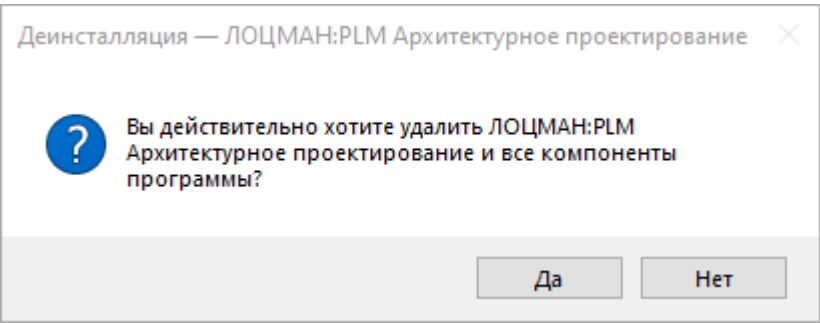 Деинсталляция — ЛОЦМАН:PLM Архитектурное проектирование
?
Вы действительно хотите удалить ЛОЦМАН:PLM
Архитектурное проектирование и все компоненты
программы?
Да
Нет